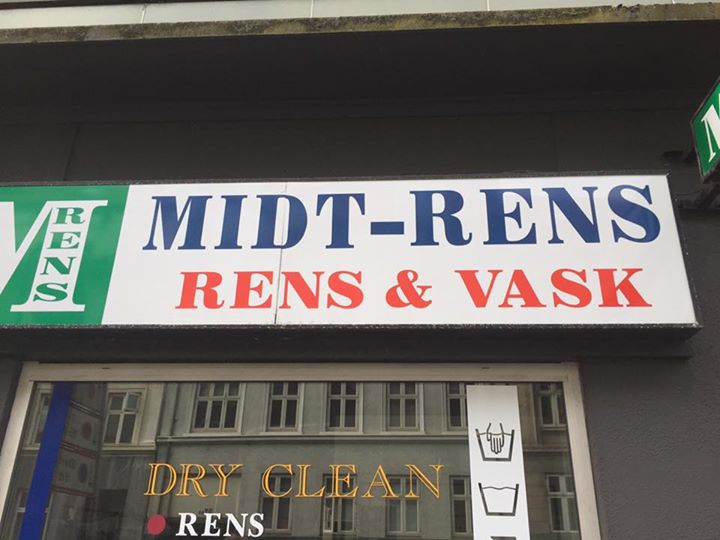 M
RENS
MIDT-RENS
RENS & VASK
M
DRY CLEAN
RENS